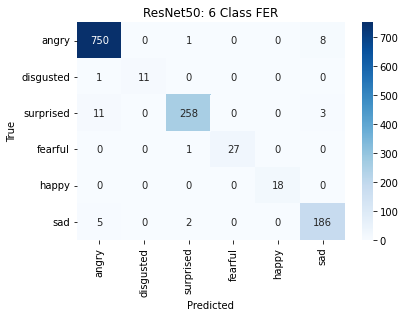 ResNet50: 6 Class FER
True
angry 750 0 1 0 0 8
disgusted 1 11 0 0 0 0
surprised 11 0 258 0 0 3
fearful 0 0 1 27 0 0
happy 0 0 0 0 18 0
sad 5 0 2 0 0 186
angry disgusted surprised fearful happy sad
Predicted
700
600
500
400
300
200
100
0